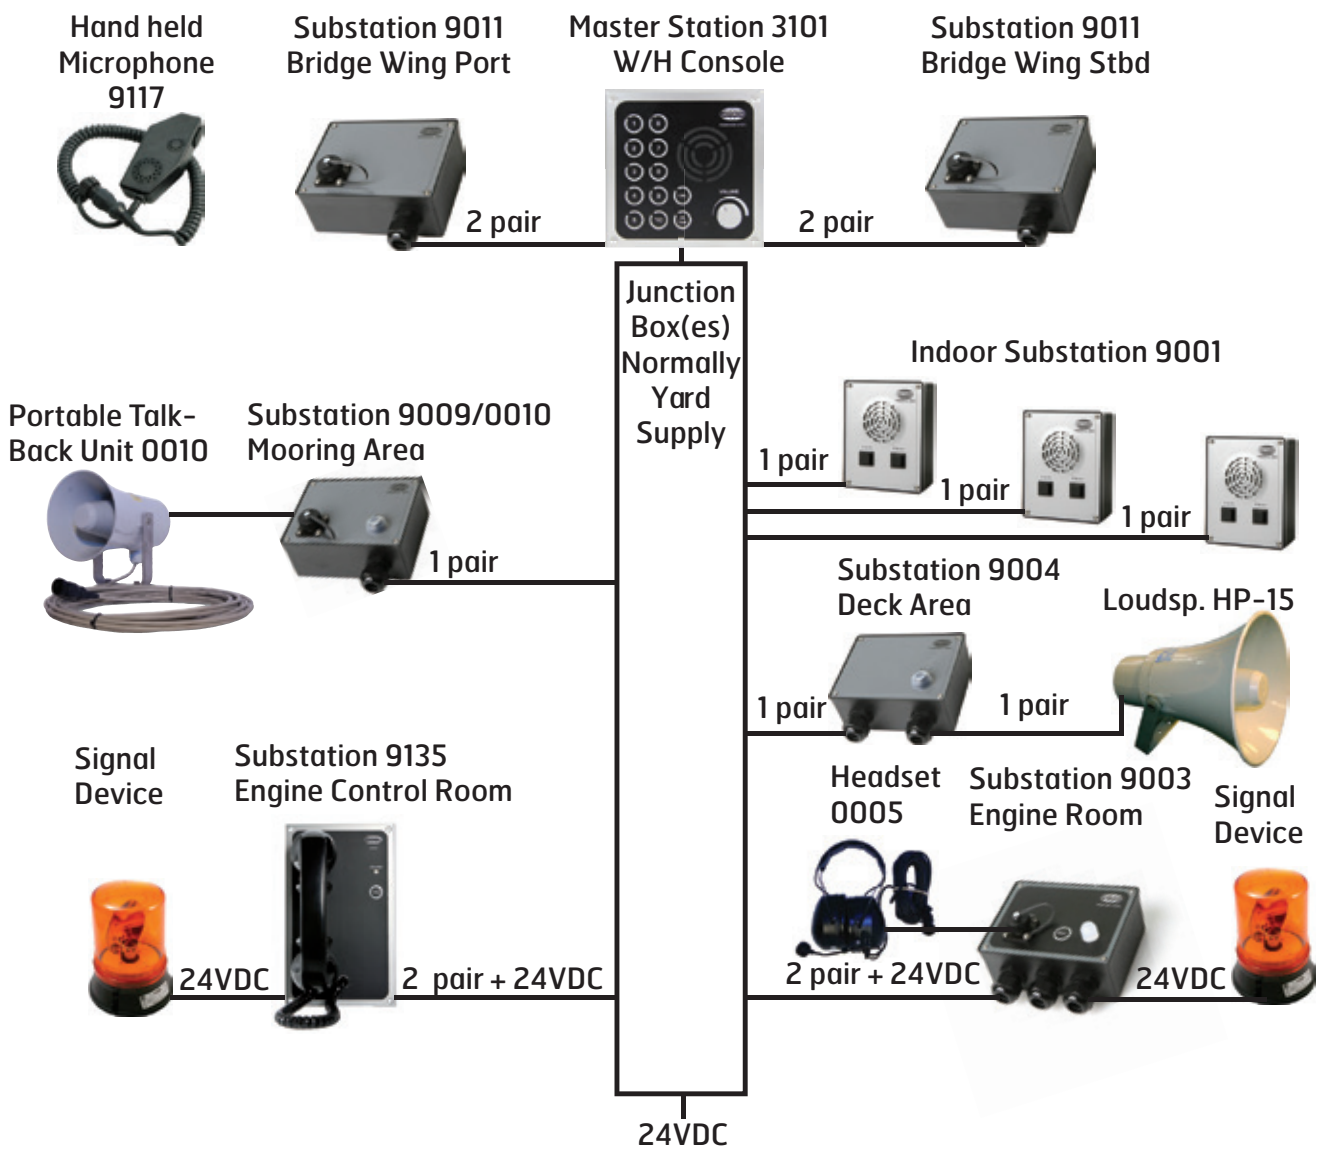 Hand held
Microphone
9117
Substation 9011
Bridge Wing Port
Master Station 3101
W/H Console
Substation 9011
Bridge Wing Stbd
2 pair
2 pair
Junction
Box(es)
Normally
Yard
Supply
Indoor Substation 9001
1 pair
1 pair
1 pair
Portable Talk-
Back Unit 0010
Substation 9009/0010
Mooring Area
1 pair
Substation 9004
Deck Area
Loudsp. HP-15
1 pair
1 pair
Signal
Device
Substation 9135
Engine Control Room
24VDC
2 pair + 24VDC
Headset
0005
Substation 9003
Engine Room
Signal
Device
2 pair + 24VDC
24VDC
24VDC